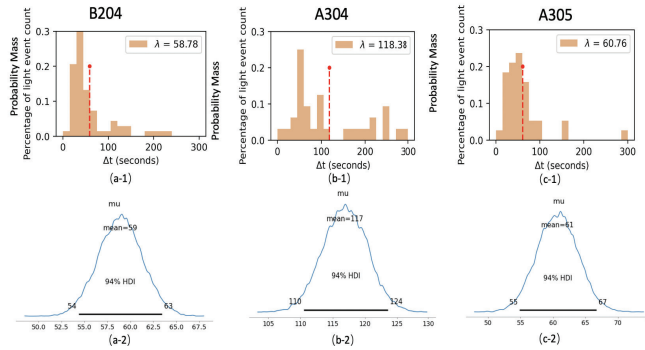 B204
A304
A305
Probability Mass
Percentage of light event count
0.3
0.2
0.1
0.0
λ = 58.78
0
100
200
300
Δt (seconds)
(a-1)
Probability Mass
Percentage of light event count
0.3
0.2
0.1
0.0
λ = 118.38
0
100
200
300
Δt (seconds)
(b-1)
Probability Mass
Percentage of light event count
0.3
0.2
0.1
0.0
λ = 60.76
0
100
200
300
Δt (seconds)
(c-1)
mu
mean=59
94% HDI
54
63
50.0 52.5 55.0 57.5 60.0 62.5 65.0 67.5
(a-2)
mu
mean=117
94% HDI
110
124
105 110 115 120 125 130
(b-2)
mu
mean=61
94% HDI
55
67
50 55 60 65 70
(c-2)